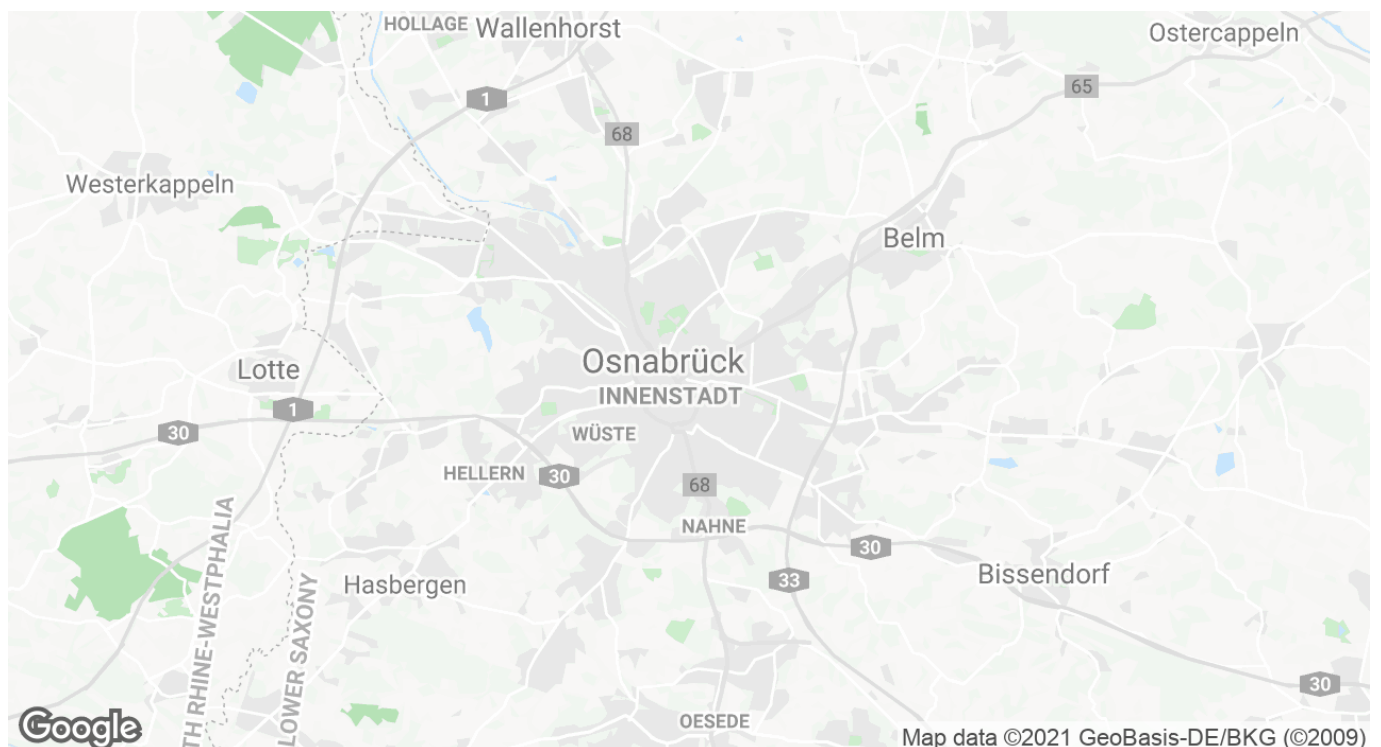 HOLLAGE
Wallenhorst
Ostercappeln
65
1
68
Westerkappeln
Belm
Osnabrück
Lotte
INNENSTADT
1
30
WÜSTE
HELLERN
30
68
NAHNE
30
Bissendorf
33
Hasbergen
TH RHINE-WESTPHALIA
LOWER SAXONY
30
OESEDE
Google
Map data ©2021 GeoBasis-DE/BKG (©2009)